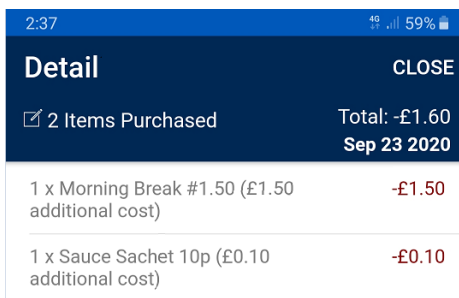 2:37 4G 59%
Detail CLOSE
2 Items Purchased Total: -£1.60
Sep 23 2020
1 x Morning Break #1.50 (£1.50 -£1.50
additional cost)
1 x Sauce Sachet 10p (£0.10 -£0.10
additional cost)